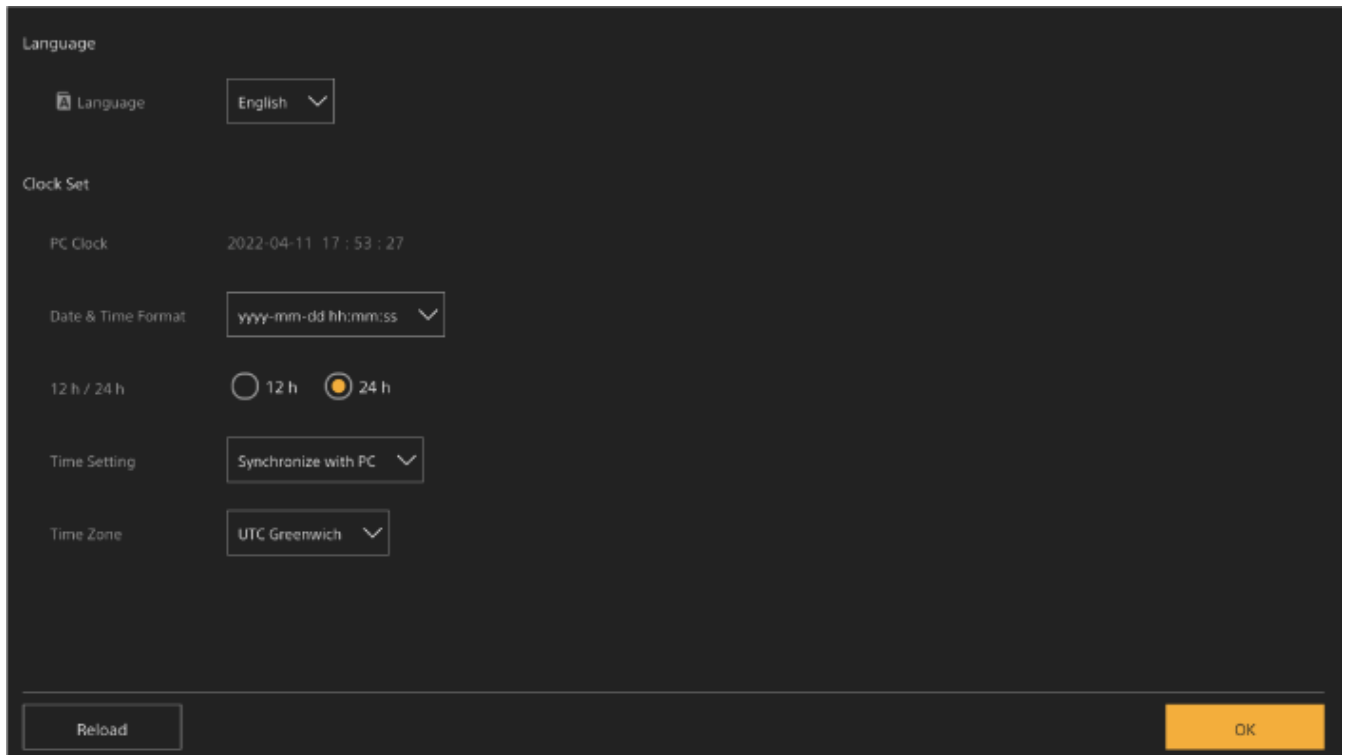 Language
A Language English
Clock Set
PC Clock 2022-04-11 17 : 53 : 27
Date & Time Format yyyy-mm-dd hh:mm:ss
12 h / 24 h 12 h 24 h
Time Setting Synchronize with PC
Time Zone UTC Greenwich
Reload OK